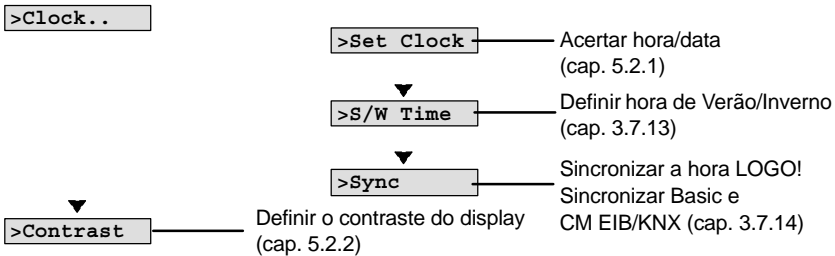 >Clock..
>Set Clock
Acertar hora/data
(cap. 5.2.1)
>S/W Time
Definir hora de Verão/Inverno
(cap. 3.7.13)
>Sync
Sincronizar a hora LOGO!
Sincronizar Basic e
CM EIB/KNX (cap. 3.7.14)
>Contrast
Definir o contraste do display
(cap. 5.2.2)